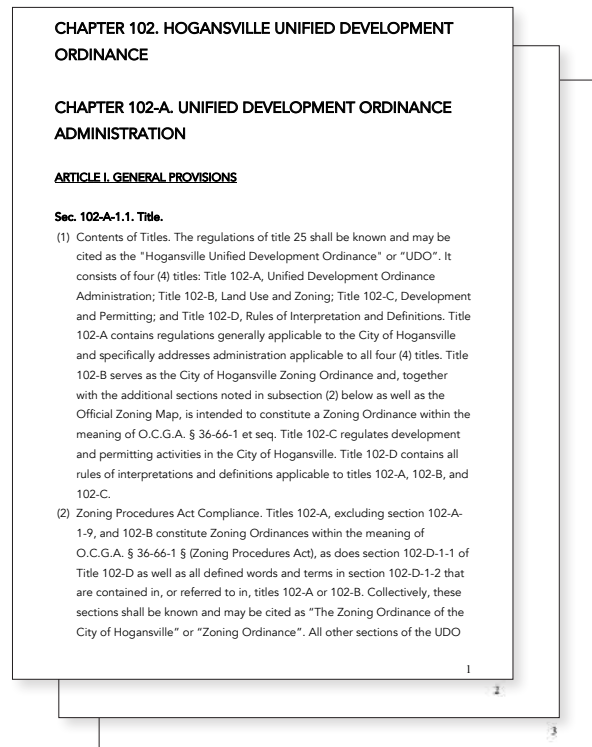 CHAPTER 102. HOGANSVILLE UNIFIED DEVELOPMENT
ORDINANCE
CHAPTER 102-A. UNIFIED DEVELOPMENT ORDINANCE
ADMINISTRATION
ARTICLE I. GENERAL PROVISIONS
Sec. 102-A-1.1. Title.
(1) Contents of Titles. The regulations of title 25 shall be known and may be
cited as the "Hogansville Unified Development Ordinance" or “UDO”. It
consists of four (4) titles: Title 102-A, Unified Development Ordinance
Administration; Title 102-B, Land Use and Zoning; Title 102-C, Development
and Permitting; and Title 102-D, Rules of Interpretation and Definitions. Title
102-A contains regulations generally applicable to the City of Hogansville
and specifically addresses administration applicable to all four (4) titles. Title
102-B serves as the City of Hogansville Zoning Ordinance and, together
with the additional sections noted in subsection (2) below as well as the
Official Zoning Map, is intended to constitute a Zoning Ordinance within the
meaning of O.C.G.A. § 36-66-1 et seq. Title 102-C regulates development
and permitting activities in the City of Hogansville. Title 102-D contains all
rules of interpretations and definitions applicable to titles 102-A, 102-B, and
102-C.
(2) Zoning Procedures Act Compliance. Titles 102-A, excluding section 102-A-
1-9, and 102-B constitute Zoning Ordinances within the meaning of
O.C.G.A. § 36-66-1 § (Zoning Procedures Act), as does section 102-D-1-1 of
Title 102-D as well as all defined words and terms in section 102-D-1-2 that
are contained in, or referred to in, titles 102-A or 102-B. Collectively, these
sections shall be known and may be cited as “The Zoning Ordinance of the
City of Hogansville” or “Zoning Ordinance”. All other sections of the UDO
1
2
3